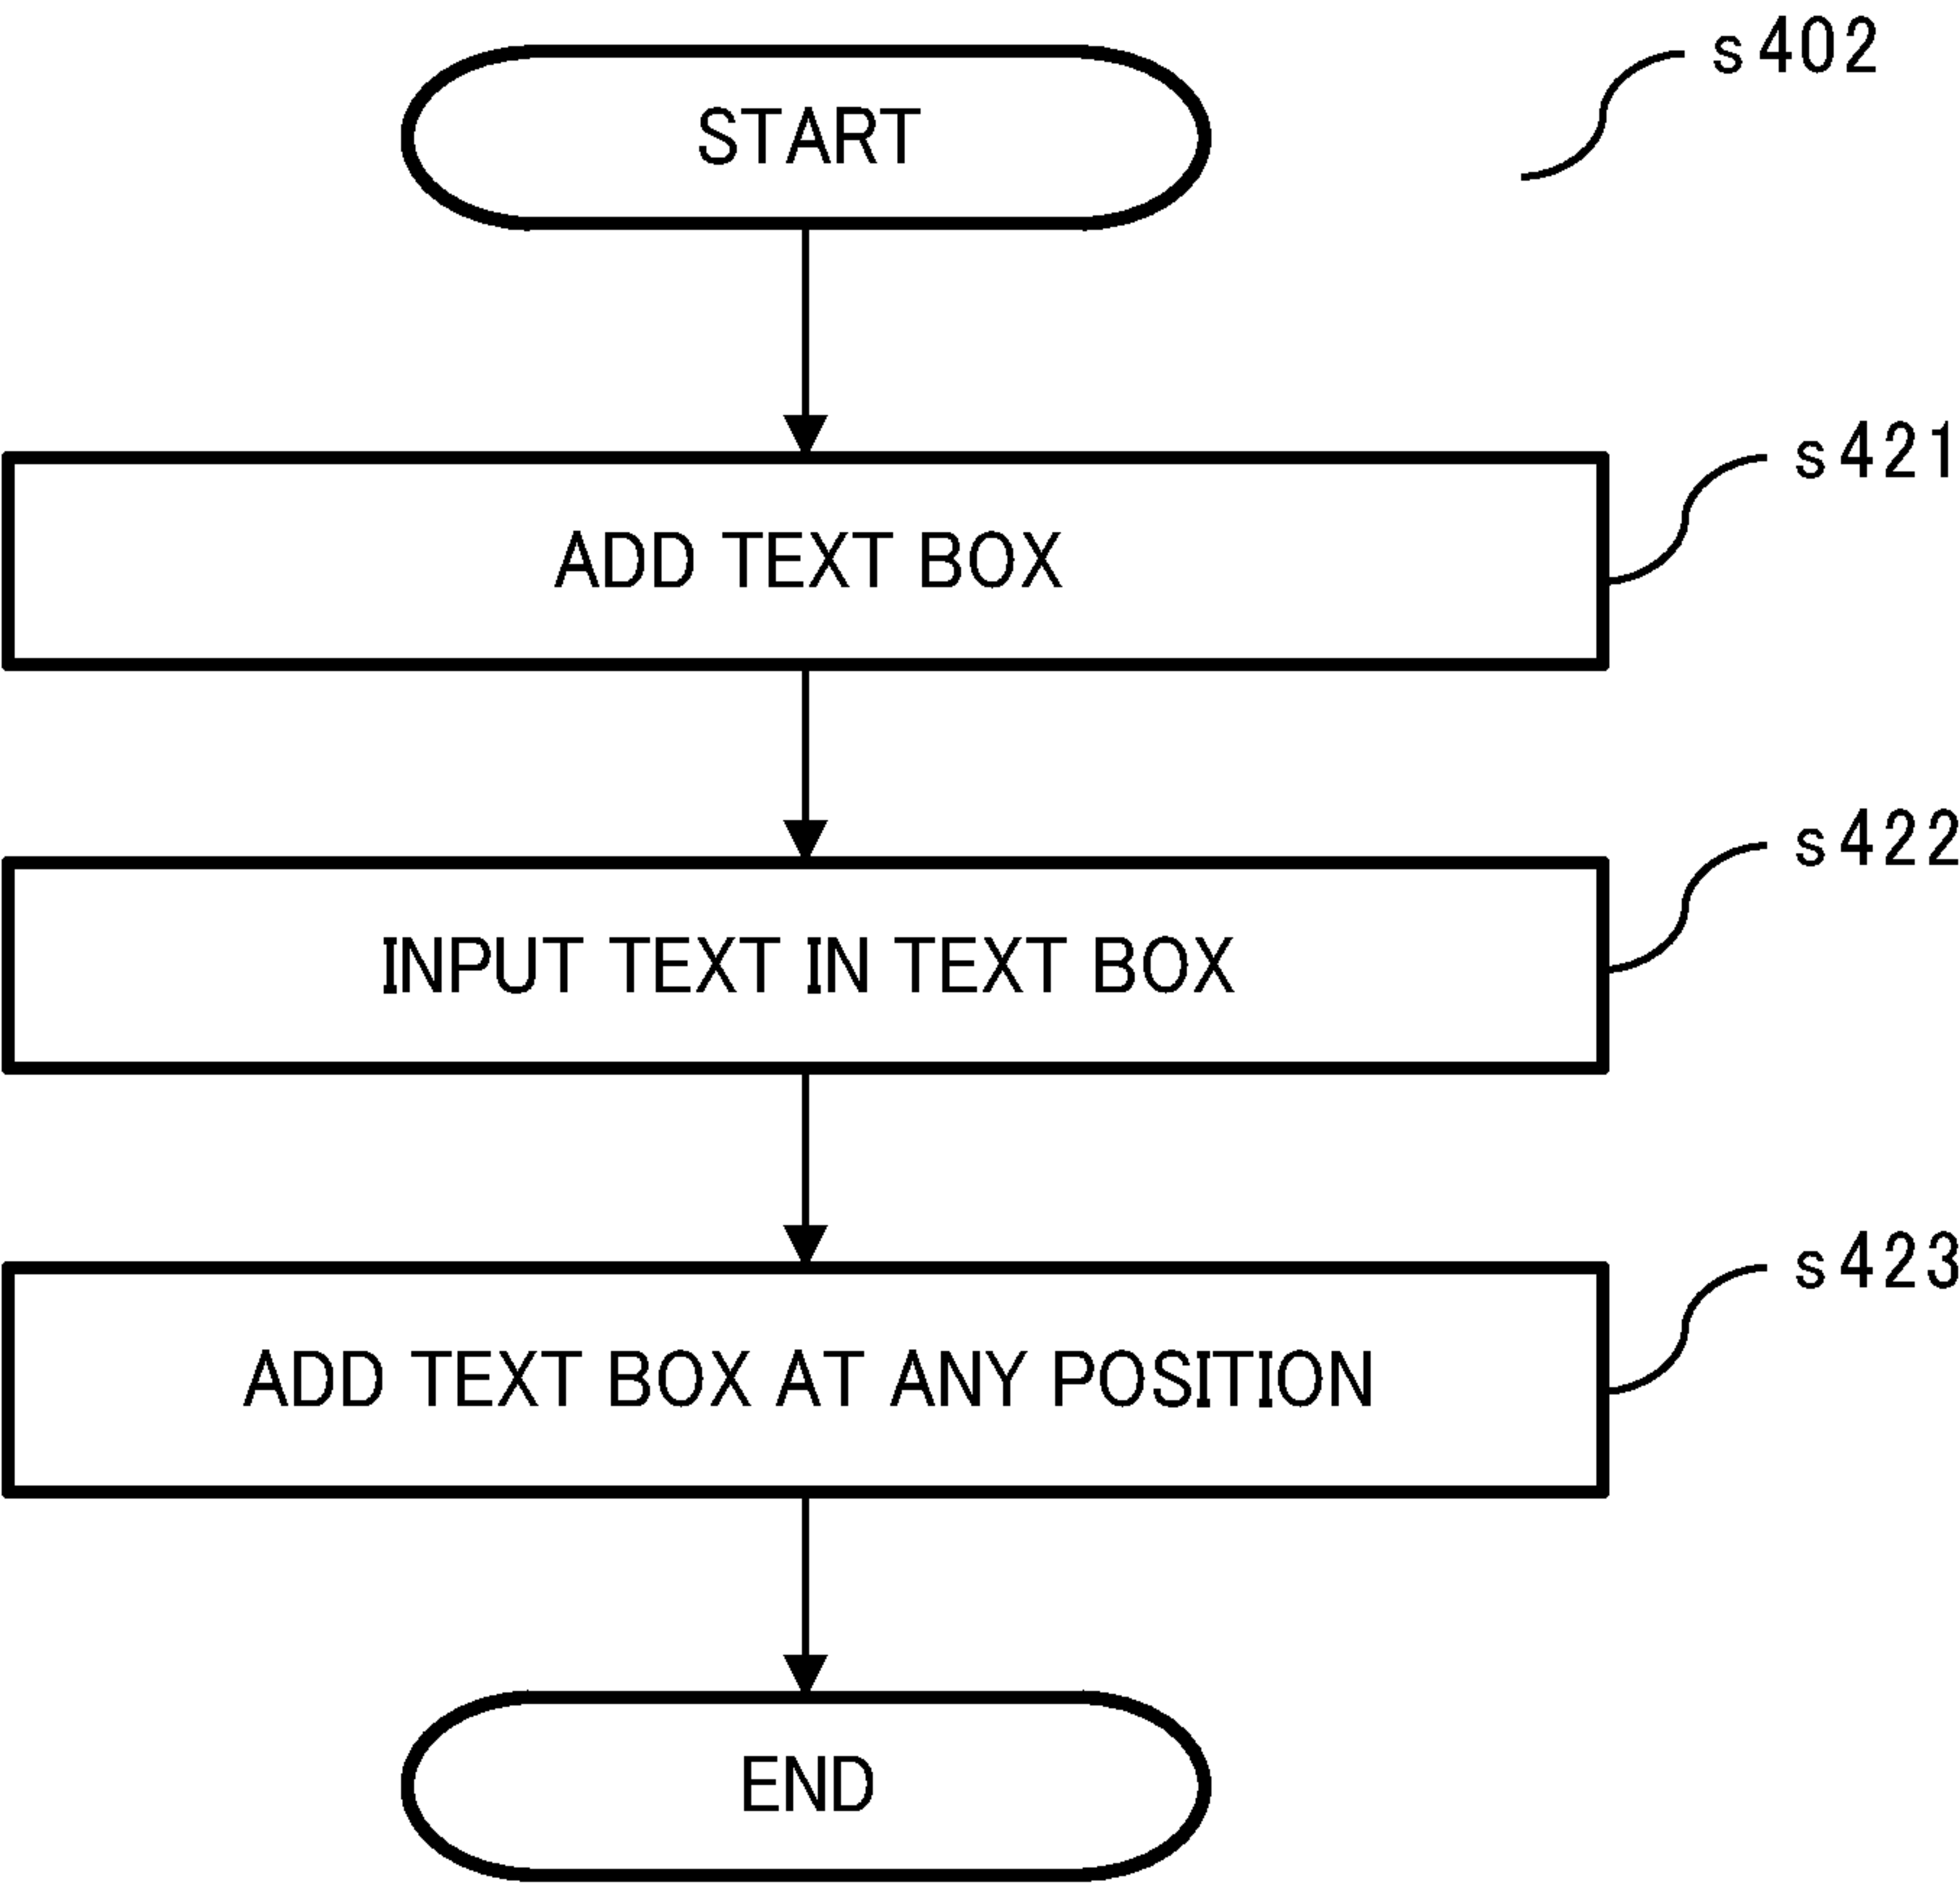 s402
START
s421
ADD TEXT BOX
s422
INPUT TEXT IN TEXT BOX
s423
ADD TEXT BOX AT ANY POSITION
END